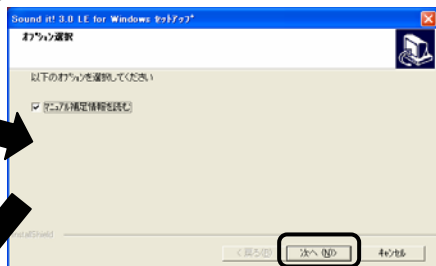 Sound it! 3.0 LE for Windows ｾｯﾄｱｯﾌﾟ
ｵﾌﾟｼｮﾝ選択
以下のｵﾌﾟｼｮﾝを選択してください
ﾏﾆｭｱﾙ補足情報を読む
InstallShield
< 戻る(B)
次へ (N)>
ｷｬﾝｾﾙ